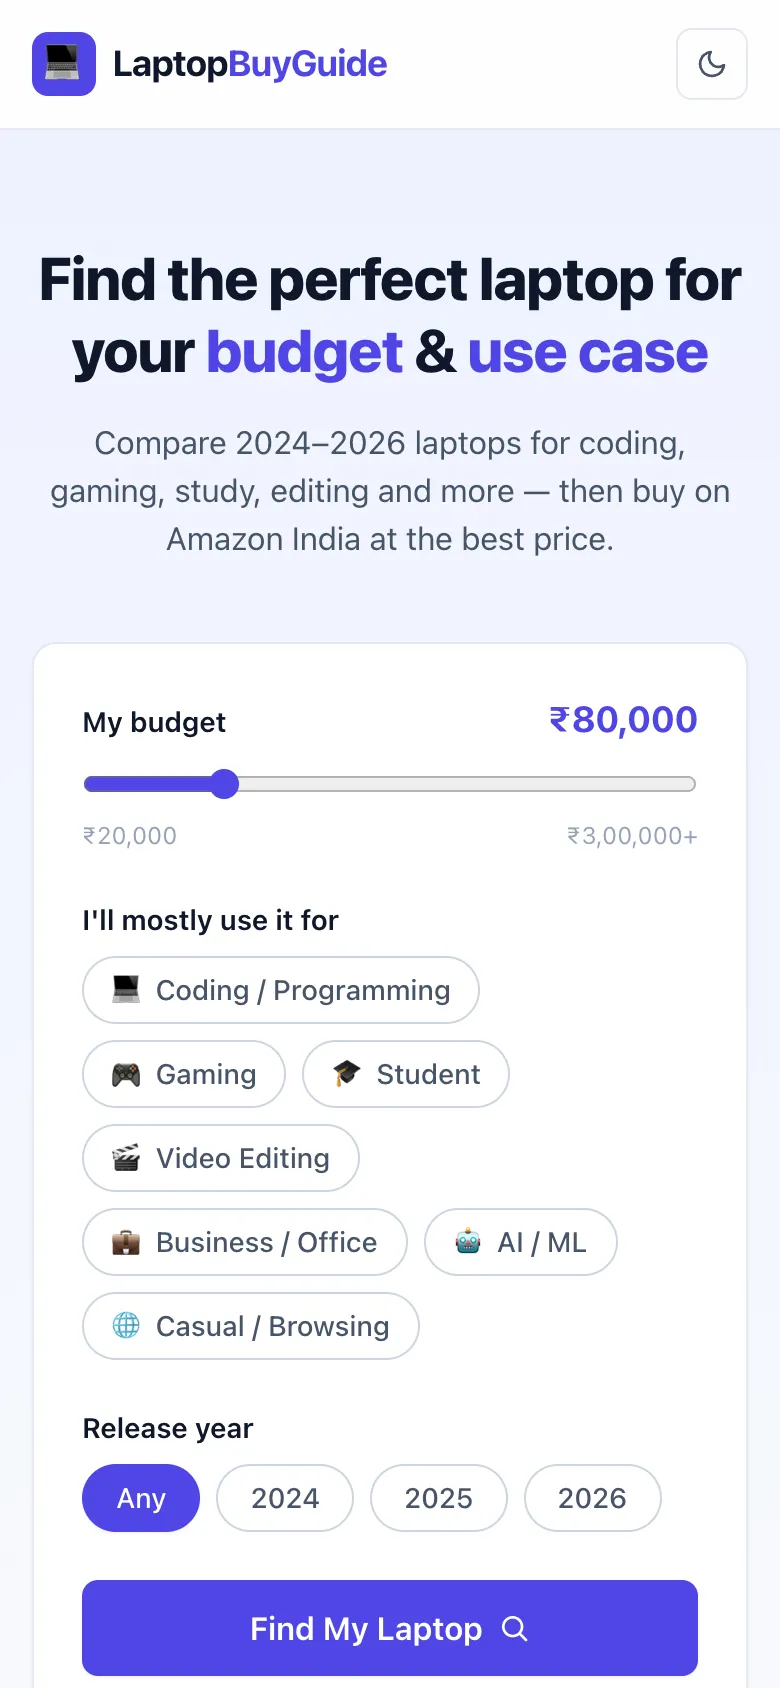 LaptopBuyGuide
Find the perfect laptop for
your budget & use case
Compare 2024–2026 laptops for coding,
gaming, study, editing and more — then buy on
Amazon India at the best price.
My budget ₹80,000
₹20,000 ₹3,00,000+
I'll mostly use it for
Coding / Programming
Gaming Student
Video Editing
Business / Office AI / ML
Casual / Browsing
Release year
Any 2024 2025 2026
Find My Laptop